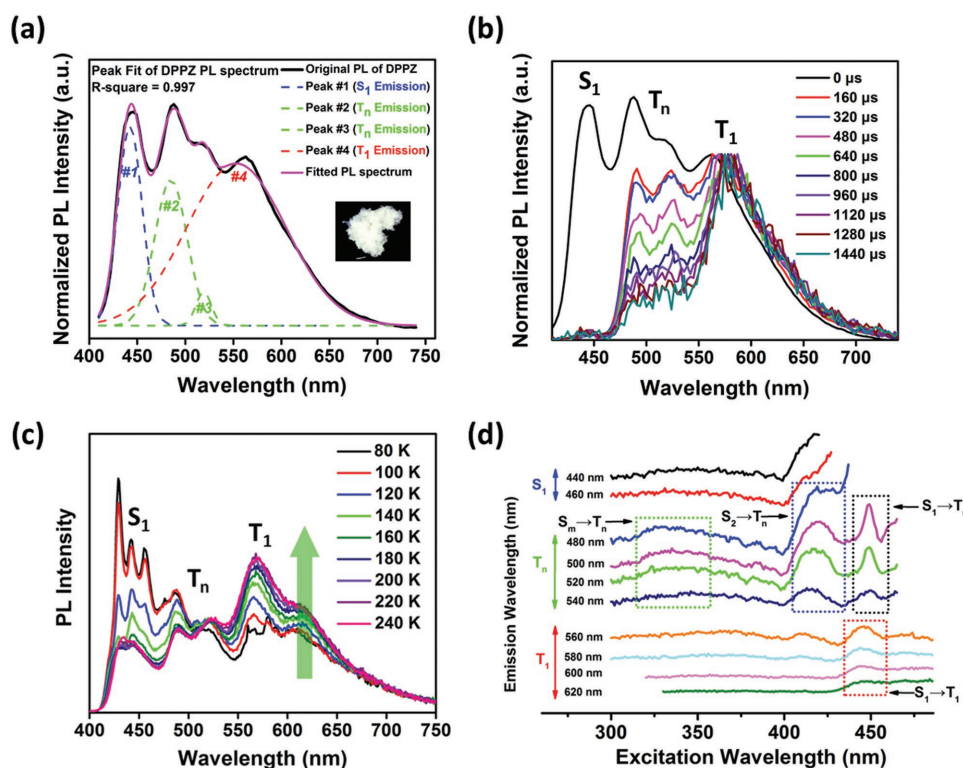 (a)
Normalized PL Intensity (a.u.)
Peak Fit of DPPZ PL spectrum
R-square = 0.997
Original PL of DPPZ
Peak #1 (S₁ Emission)
Peak #2 (Tₙ Emission)
Peak #3 (Tₙ Emission)
Peak #4 (T₁ Emission)
Fitted PL spectrum
#1
#2
#3
#4
400 450 500 550 600 650 700 750
Wavelength (nm)
(b)
Normalized PL Intensity (a.u.)
S₁
Tₙ
T₁
0 μs
160 μs
320 μs
480 μs
640 μs
800 μs
960 μs
1120 μs
1280 μs
1440 μs
450 500 550 600 650 700
Wavelength (nm)
(c)
PL Intensity
S₁
Tₙ
T₁
80 K
100 K
120 K
140 K
160 K
180 K
200 K
220 K
240 K
400 450 500 550 600 650 700 750
Wavelength (nm)
(d)
Emission Wavelength (nm)
S₁
440 nm
460 nm
Sₘ→Tₙ
S₂→Tₙ
S₁→Tₙ
Tₙ
480 nm
500 nm
520 nm
540 nm
T₁
560 nm
580 nm
600 nm
620 nm
S₁→T₁
300 350 400 450
Excitation Wavelength (nm)